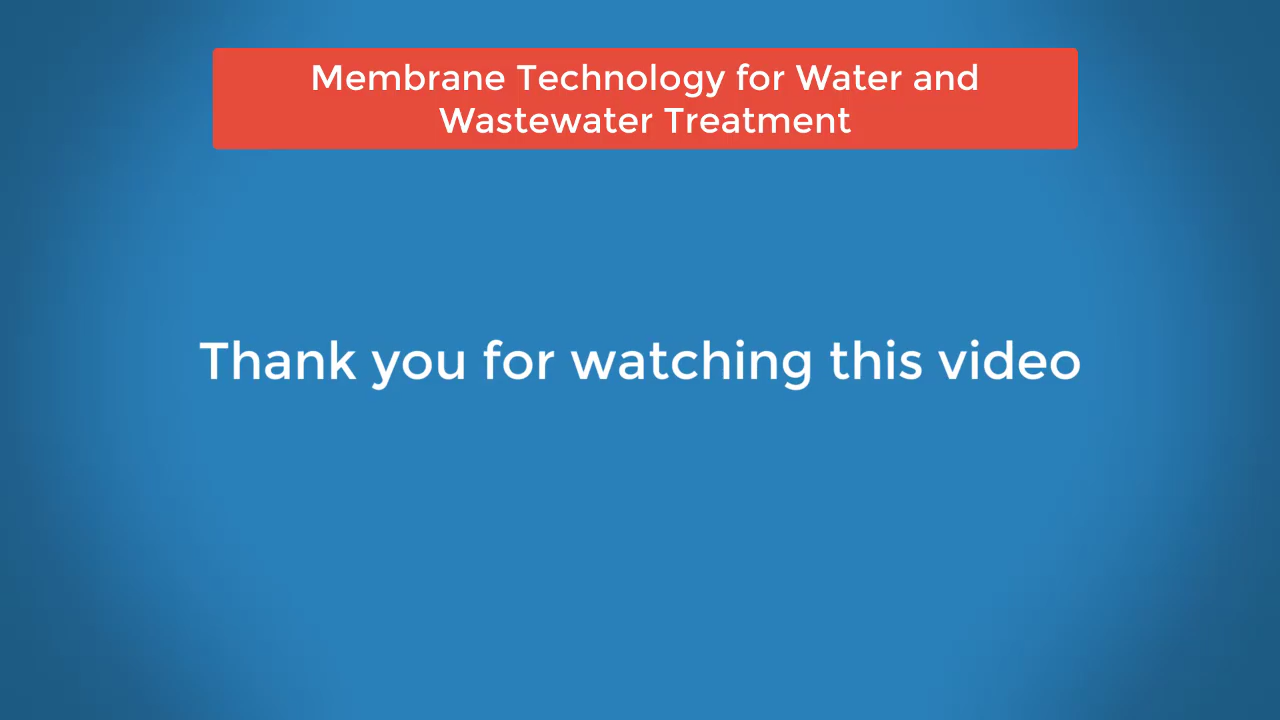 Membrane Technology for Water and
Wastewater Treatment
Thank you for watching this video